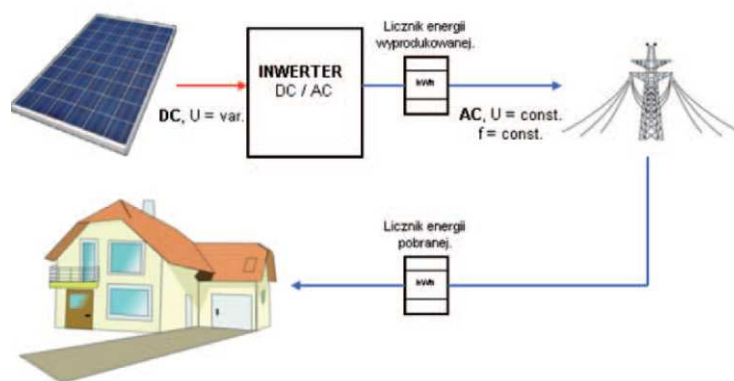 Licznik energii
wyprodukowanej.
INWERTER
DC / AC
kWh
DC, U = var.
AC, U = const.
f = const.
Licznik energii
pobranej.
kWh